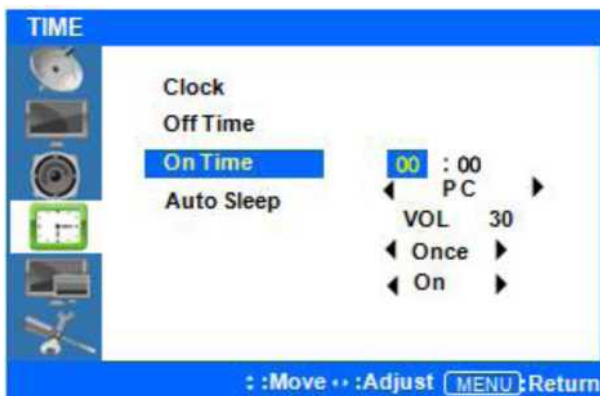 TIME
Clock
Off Time
On Time 00 : 00
PC
Auto Sleep
VOL 30
Once
On
: :Move ·· :Adjust MENU :Return